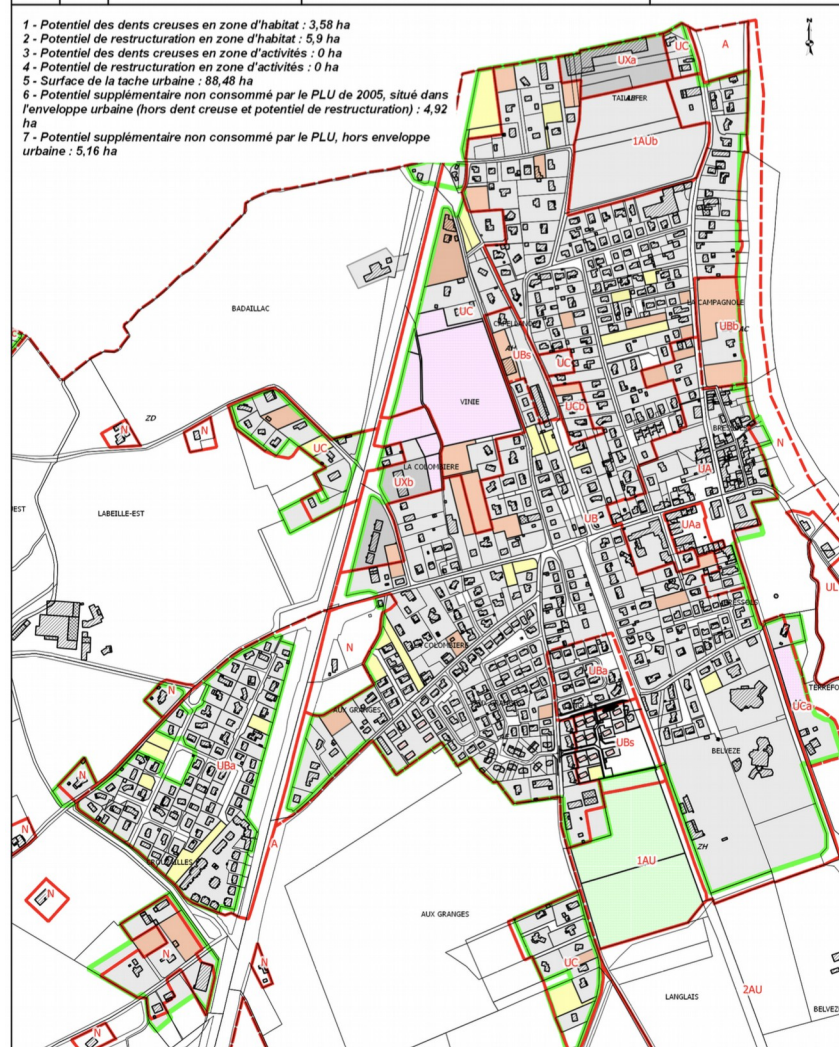 1 - Potentiel des dents creuses en zone d'habitat : 3,58 ha
2 - Potentiel de restructuration en zone d'habitat : 5,9 ha
3 - Potentiel des dents creuses en zone d'activités : 0 ha
4 - Potentiel de restructuration en zone d'activités : 0 ha
5 - Surface de la tache urbaine : 88,48 ha
6 - Potentiel supplémentaire non consommé par le PLU de 2005, situé dans
l'enveloppe urbaine (hors dent creuse et potentiel de restructuration) : 4,92
ha
7 - Potentiel supplémentaire non consommé par le PLU, hors enveloppe
urbaine : 5,16 ha
N
UC
A
UXa
1AUb
BADAILLAC
LA CAMPAGNOLE
UC
UBb
UBs
UC
VINIE
UCb
ZD
N
N
UC
N
LA COLOMBIERE
UA
UXb
LABEILLE-EST
UB
UAa
UL
N
LA COLOMBIERE
UBa
N
AUX GRANGES
UCa
UBs
BELVEZE
UBa
N
N
A
1AU
ZH
N
AUX GRANGES
N
UC
N
2AU
LANGLAIS
N